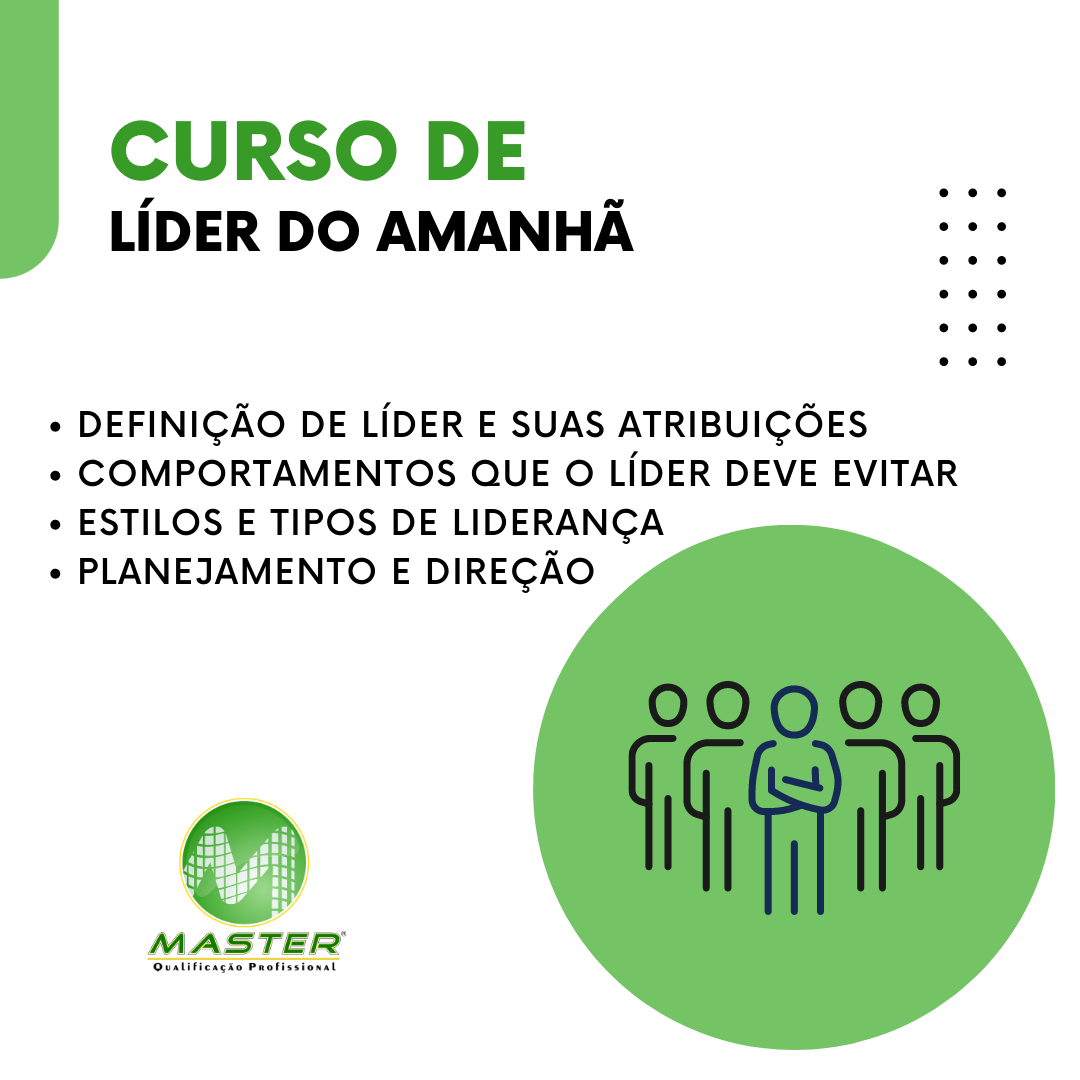 CURSO DE
LÍDER DO AMANHÃ
• DEFINIÇÃO DE LÍDER E SUAS ATRIBUIÇÕES
• COMPORTAMENTOS QUE O LÍDER DEVE EVITAR
• ESTILOS E TIPOS DE LIDERANÇA
• PLANEJAMENTO E DIREÇÃO
MASTER®
Qualificação Profissional